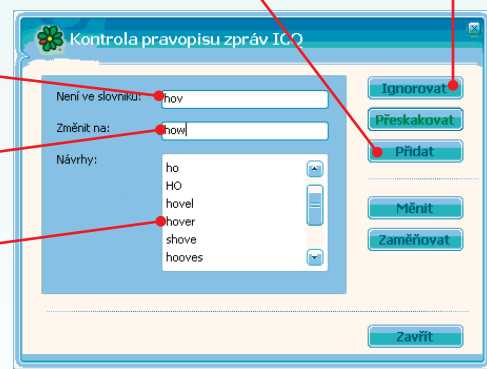 Kontrola pravopisu zpráv ICQ
Není ve slovníku:
hov
Ignorovat
Přeskakovat
Změnit na:
how
Přidat
Návrhy:
ho
HO
hovel
hover
shove
hooves
Měnit
Zaměňovat
Zavřít